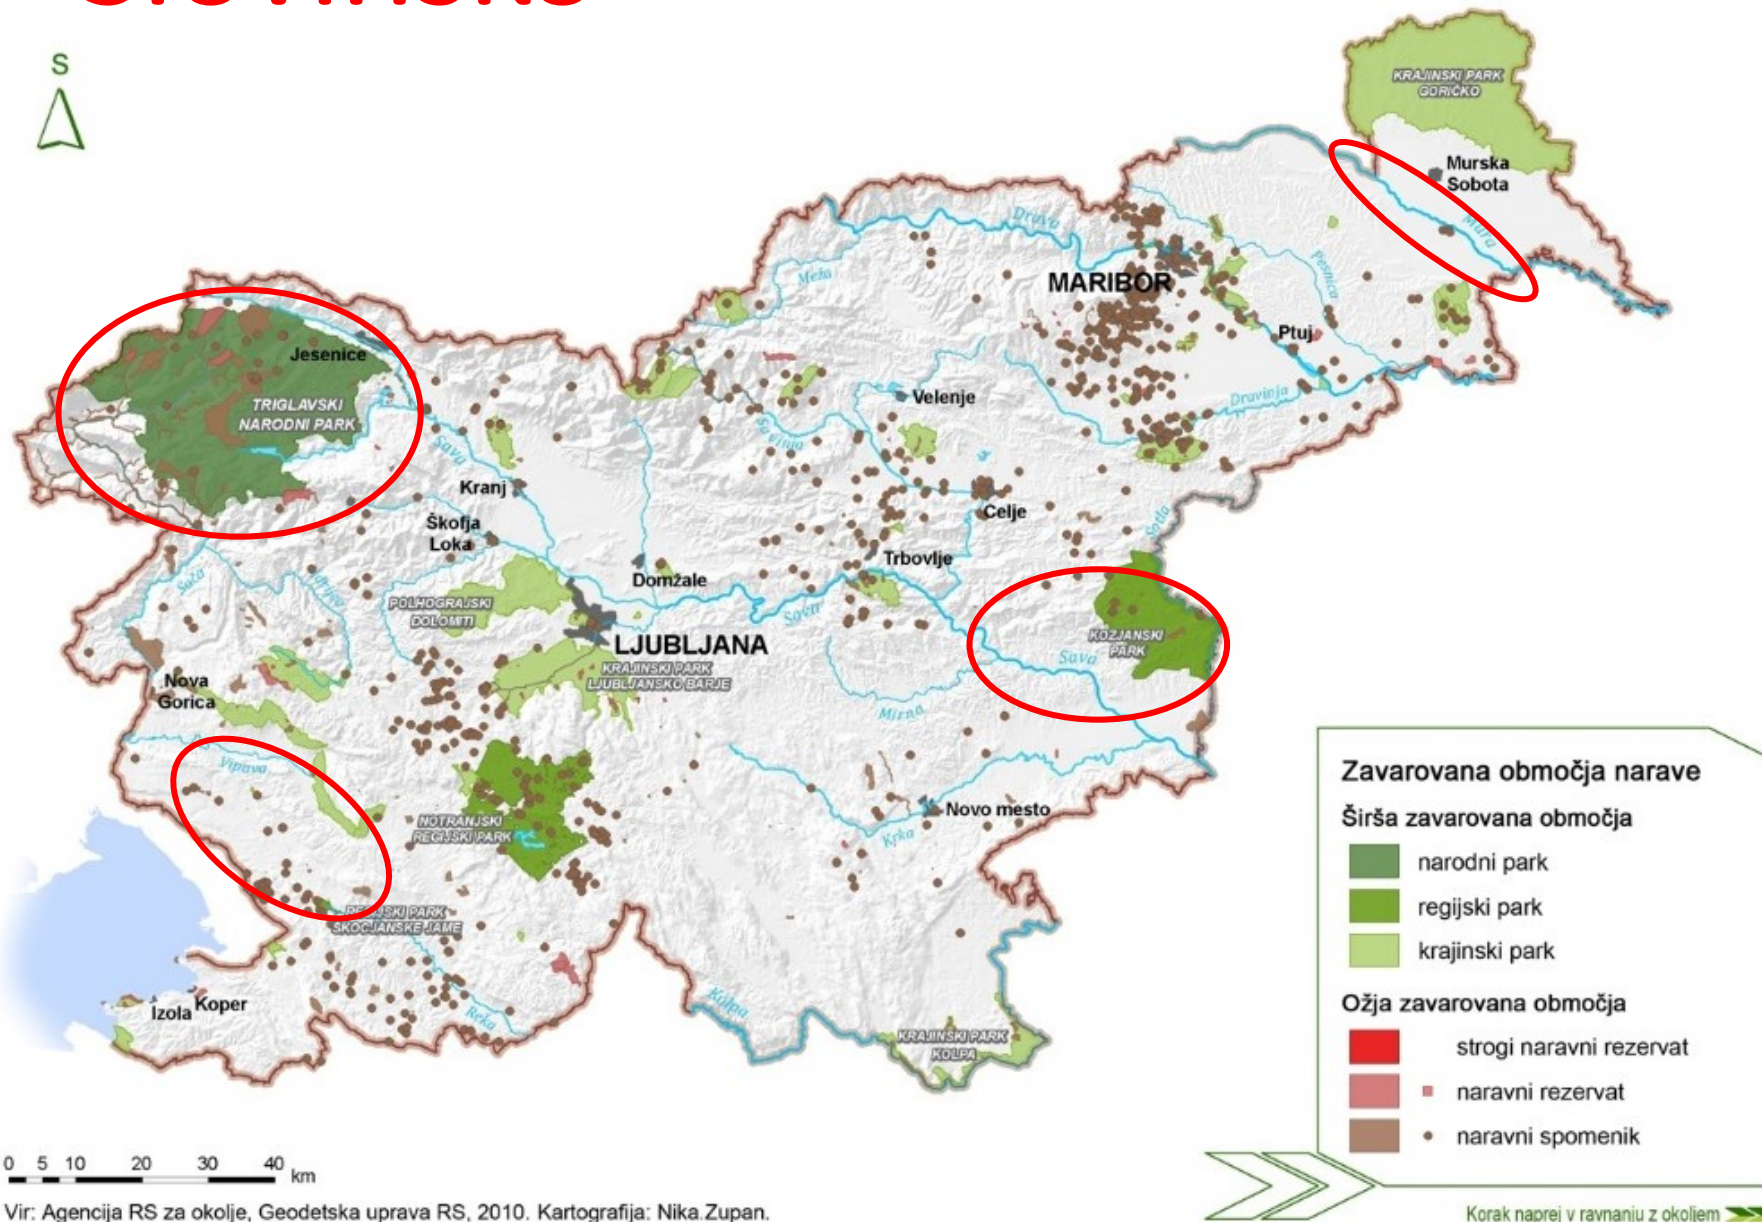 S
KRAJINSKI PARK
GORIČKO
Murska
Sobota
Mura
Drava
Meža
MARIBOR
Pesnica
Ptuj
Jesenice
TRIGLAVSKI
NARODNI PARK
Velenje
Dravinja
Savinja
Sava
Kranj
Celje
Sotla
Škofja
Loka
Trbovlje
Domžale
Soča
Idrijca
POLHOGRAJSKI
DOLOMITI
Sava
LJUBLJANA
KOZJANSKI
PARK
Sava
KRAJINSKI PARK
LJUBLJANSKO BARJE
Nova
Gorica
Mirna
Vipava
Novo mesto
NOTRANJSKI
REGIJSKI PARK
Krka
REGIJSKI PARK
ŠKOCJANSKE JAME
Izola
Koper
Reka
Kolpa
KRAJINSKI PARK
KOLPA
Zavarovana območja narave
Širša zavarovana območja
narodni park
regijski park
krajinski park
Ožja zavarovana območja
strogi naravni rezervat
naravni rezervat
naravni spomenik
0 5 10 20 30 40 km
Vir: Agencija RS za okolje, Geodetska uprava RS, 2010. Kartografija: Nika Zupan.
Korak naprej v ravnanju z okoljem